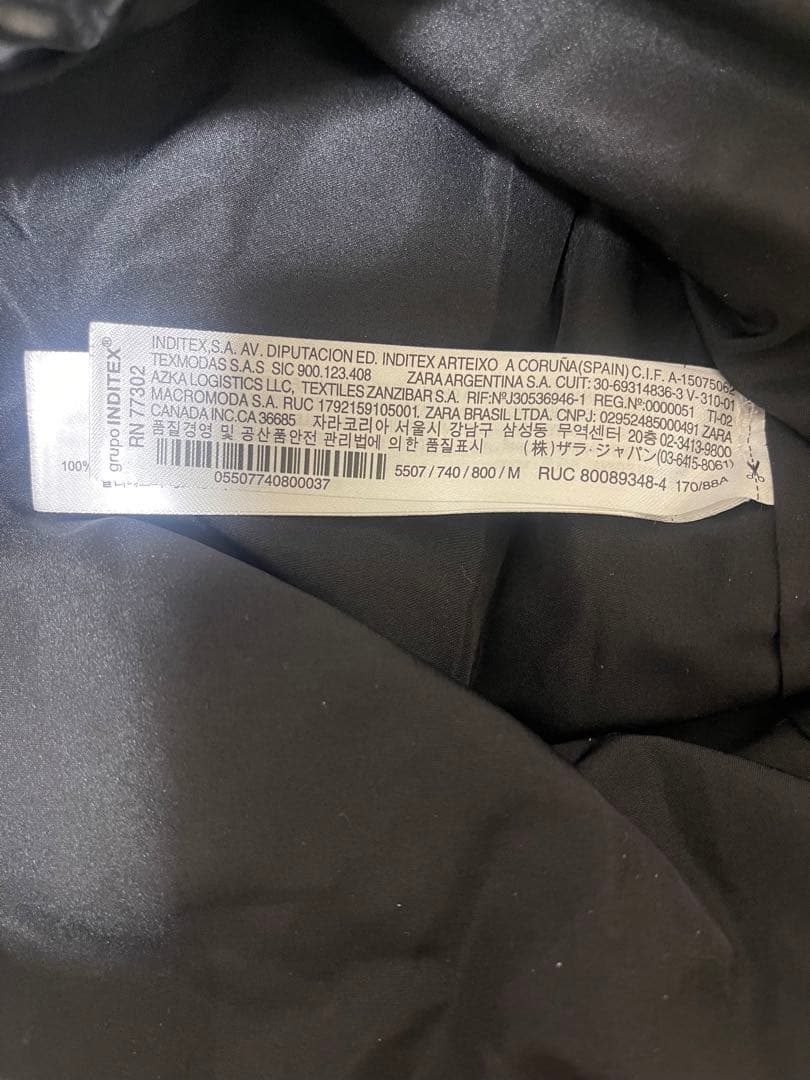 grupo INDITEX®
RN 77302
INDITEX,S.A. AV. DIPUTACION ED. INDITEX ARTEIXO A CORUÑA(SPAIN) C.I.F. A-15075062
TEXMODAS S.A.S SIC 900.123.408 ZARA ARGENTINA S.A. CUIT: 30-69314836-3 V-310-01
AZKA LOGISTICS LLC, TEXTILES ZANZIBAR S.A. RIF:NºJ30536946-1 REG.Nº:0000051 TI-02
MACROMODA S.A. RUC 1792159105001. ZARA BRASIL LTDA. CNPJ: 02952485000491 ZARA
CANADA INC.CA 36685 자라코리아 서울시 강남구 삼성동 무역센터 20층 02-3413-9800
품질경영 및 공산품안전 관리법에 의한 품질표시 (株)ザラ・ジャパン(03-6415-8061)
05507740800037
5507 / 740 / 800 / M RUC 80089348-4 170/88A
100%